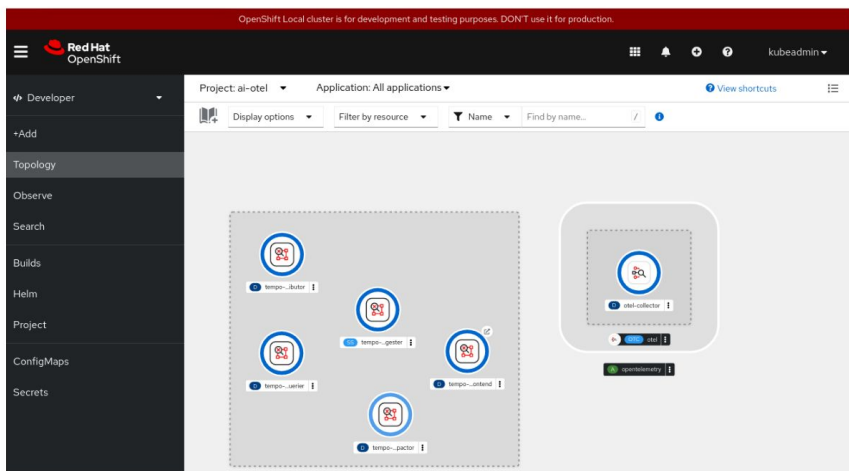 OpenShift Local cluster is for development and testing purposes. DON'T use it for production.
Red Hat
OpenShift
kubeadmin
Developer
Project: ai-otel
Application: All applications
View shortcuts
+Add
Display options
Filter by resource
Name
Find by name...
/
Topology
Observe
Search
Builds
Helm
Project
ConfigMaps
Secrets
D tempo-...ibutor
SS tempo-...gester
D tempo-...uerier
D tempo-...ontend
D tempo-...pactor
D otel-collector
OTC otel
A opentelemetry